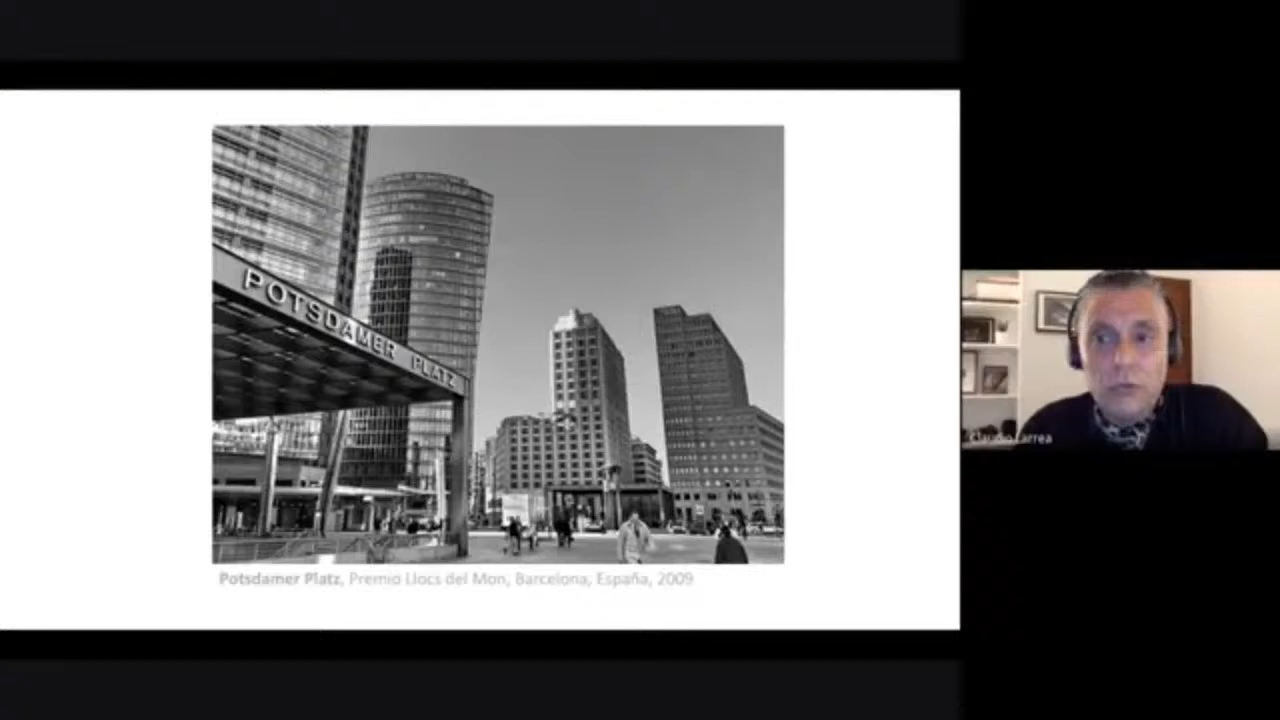 POTSDAMER PLATZ
Potsdamer Platz, Premio Llocs del Mon, Barcelona, España, 2009
Claudio Larrea